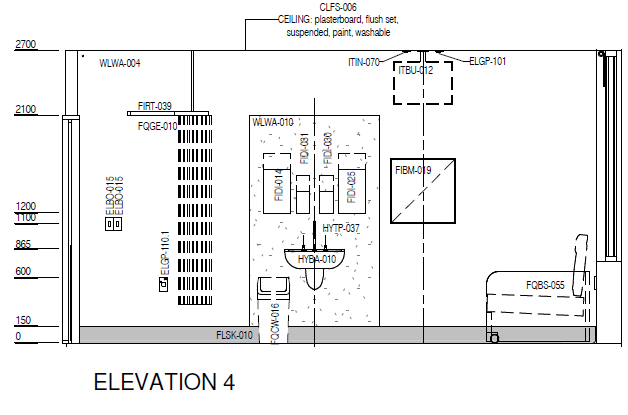 CLFS-006
CEILING: plasterboard, flush set,
suspended, paint, washable
2700
WLWA-004
ITIN-070
ITBU-012
ELGP-101
2100
FIRT-039
FQGE-010
WLWA-010
FIDI-031
FIDI-030
FIDI-014
FIDI-025
FIBM-019
ELBO-015
ELBO-015
1200
1100
HYTP-037
865
HYBA-010
ELGP-110.1
600
FQBS-055
FQCW-016
150
FLSK-010
0
ELEVATION 4